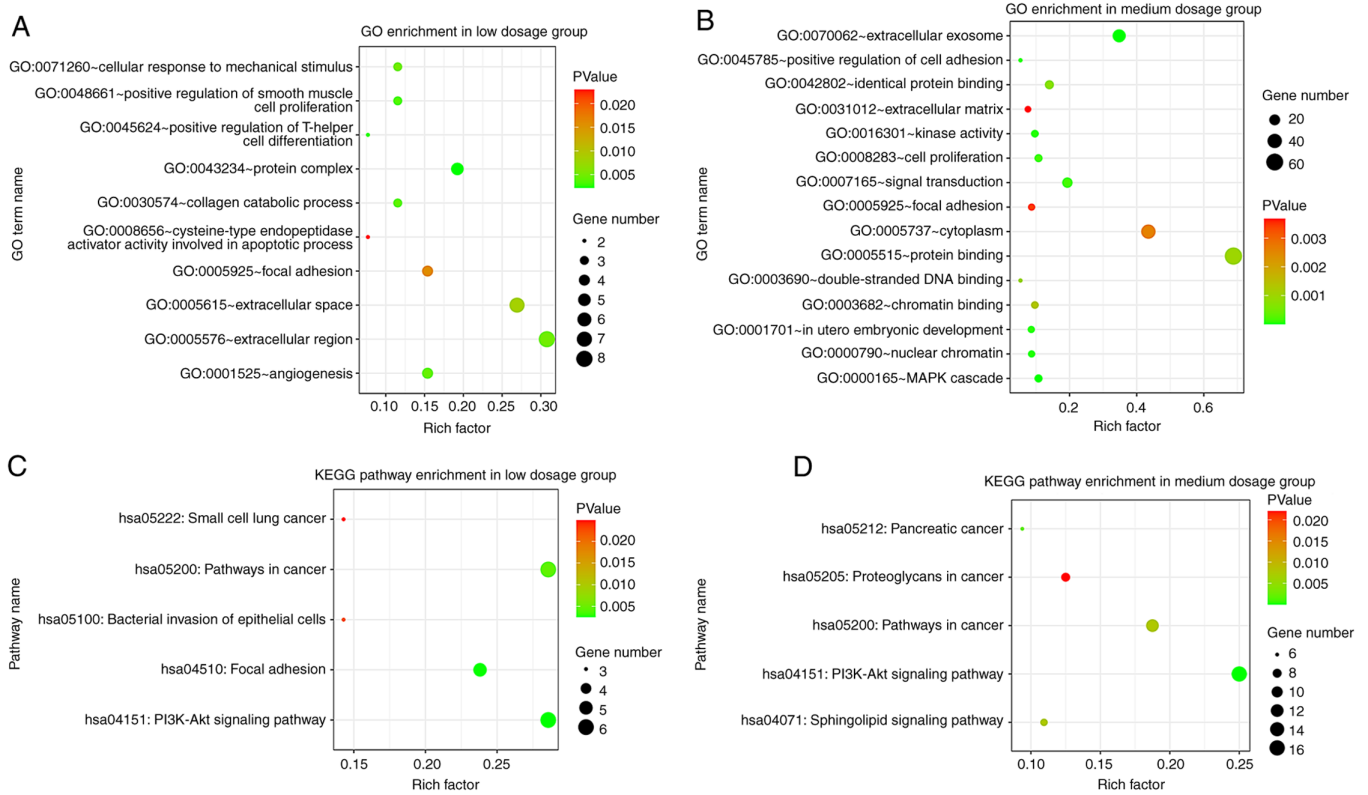 A
GO enrichment in low dosage group
GO term name
GO:0071260~cellular response to mechanical stimulus
GO:0048661~positive regulation of smooth muscle
cell proliferation
GO:0045624~positive regulation of T-helper
cell differentiation
GO:0043234~protein complex
GO:0030574~collagen catabolic process
GO:0008656~cysteine-type endopeptidase
activator activity involved in apoptotic process
GO:0005925~focal adhesion
GO:0005615~extracellular space
GO:0005576~extracellular region
GO:0001525~angiogenesis
0.10 0.15 0.20 0.25 0.30
Rich factor
PValue
0.020
0.015
0.010
0.005
Gene number
2
3
4
5
6
7
8
B
GO enrichment in medium dosage group
GO term name
GO:0070062~extracellular exosome
GO:0045785~positive regulation of cell adhesion
GO:0042802~identical protein binding
GO:0031012~extracellular matrix
GO:0016301~kinase activity
GO:0008283~cell proliferation
GO:0007165~signal transduction
GO:0005925~focal adhesion
GO:0005737~cytoplasm
GO:0005515~protein binding
GO:0003690~double-stranded DNA binding
GO:0003682~chromatin binding
GO:0001701~in utero embryonic development
GO:0000790~nuclear chromatin
GO:0000165~MAPK cascade
0.2 0.4 0.6
Rich factor
Gene number
20
40
60
PValue
0.003
0.002
0.001
C
KEGG pathway enrichment in low dosage group
Pathway name
hsa05222: Small cell lung cancer
hsa05200: Pathways in cancer
hsa05100: Bacterial invasion of epithelial cells
hsa04510: Focal adhesion
hsa04151: PI3K-Akt signaling pathway
0.15 0.20 0.25
Rich factor
PValue
0.020
0.015
0.010
0.005
Gene number
3
4
5
6
D
KEGG pathway enrichment in medium dosage group
Pathway name
hsa05212: Pancreatic cancer
hsa05205: Proteoglycans in cancer
hsa05200: Pathways in cancer
hsa04151: PI3K-Akt signaling pathway
hsa04071: Sphingolipid signaling pathway
0.10 0.15 0.20 0.25
Rich factor
PValue
0.020
0.015
0.010
0.005
Gene number
6
8
10
12
14
16